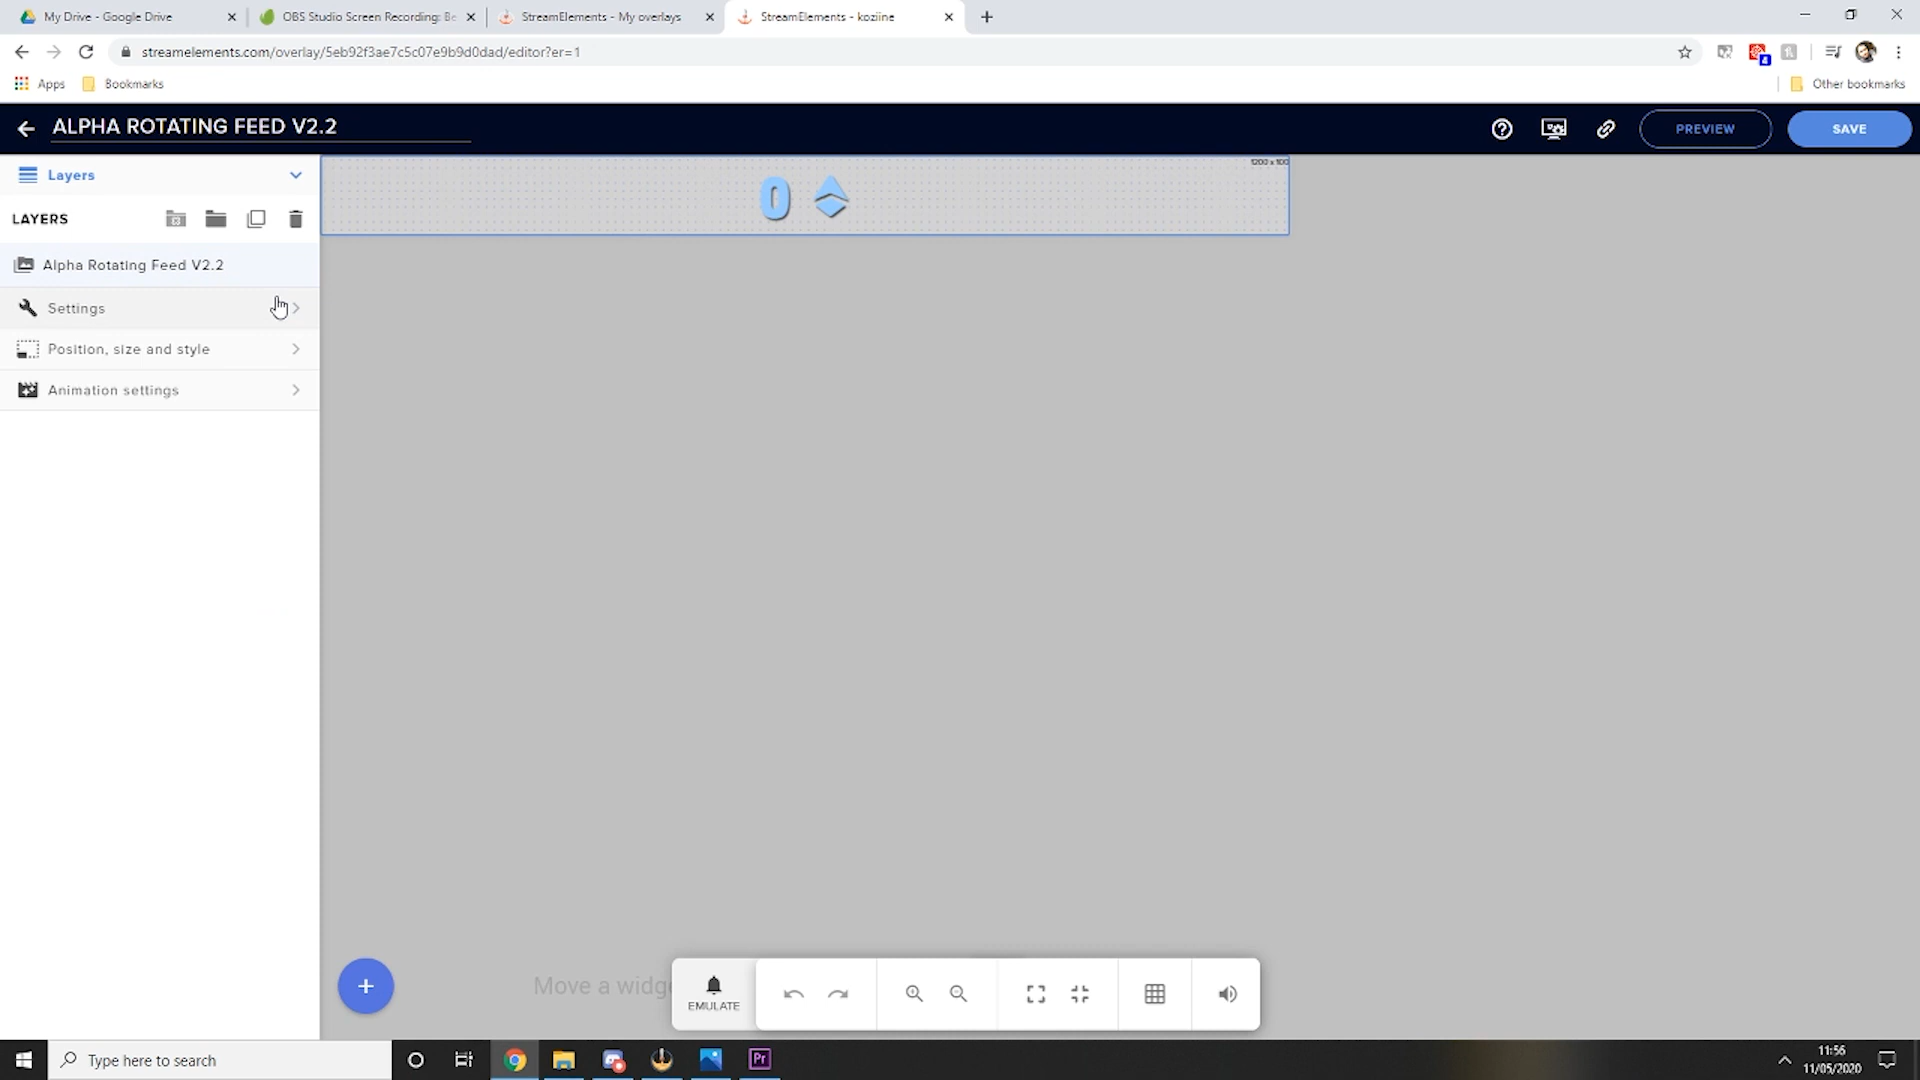 My Drive - Google Drive
OBS Studio Screen Recording: Be
StreamElements - My overlays
StreamElements - koziine
streamelements.com/overlay/5eb92f3ae7c5c07e9b9d0dad/editor?er=1
Apps
Bookmarks
Other bookmarks
ALPHA ROTATING FEED V2.2
PREVIEW
SAVE
Layers
1200 x 100
0
LAYERS
Alpha Rotating Feed V2.2
Settings
Position, size and style
Animation settings
Move a widg
EMULATE
Type here to search
Pr
11:56
11/05/2020